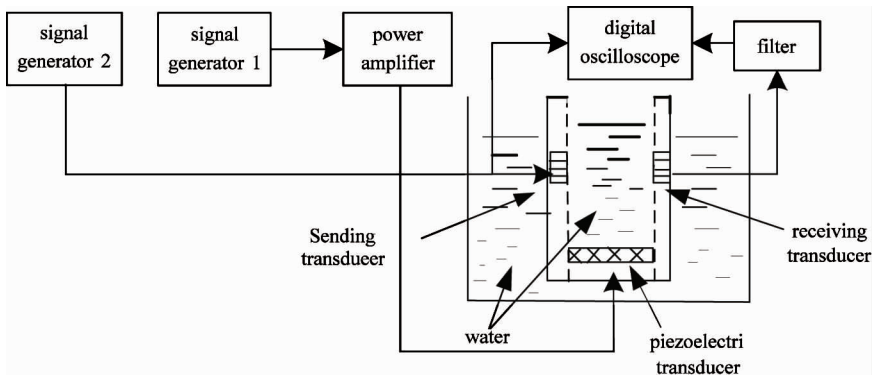 signal
generator 2
signal
generator 1
power
amplifier
digital
oscilloscope
filter
Sending
transdueer
receiving
transducer
water
piezoelectri
transducer